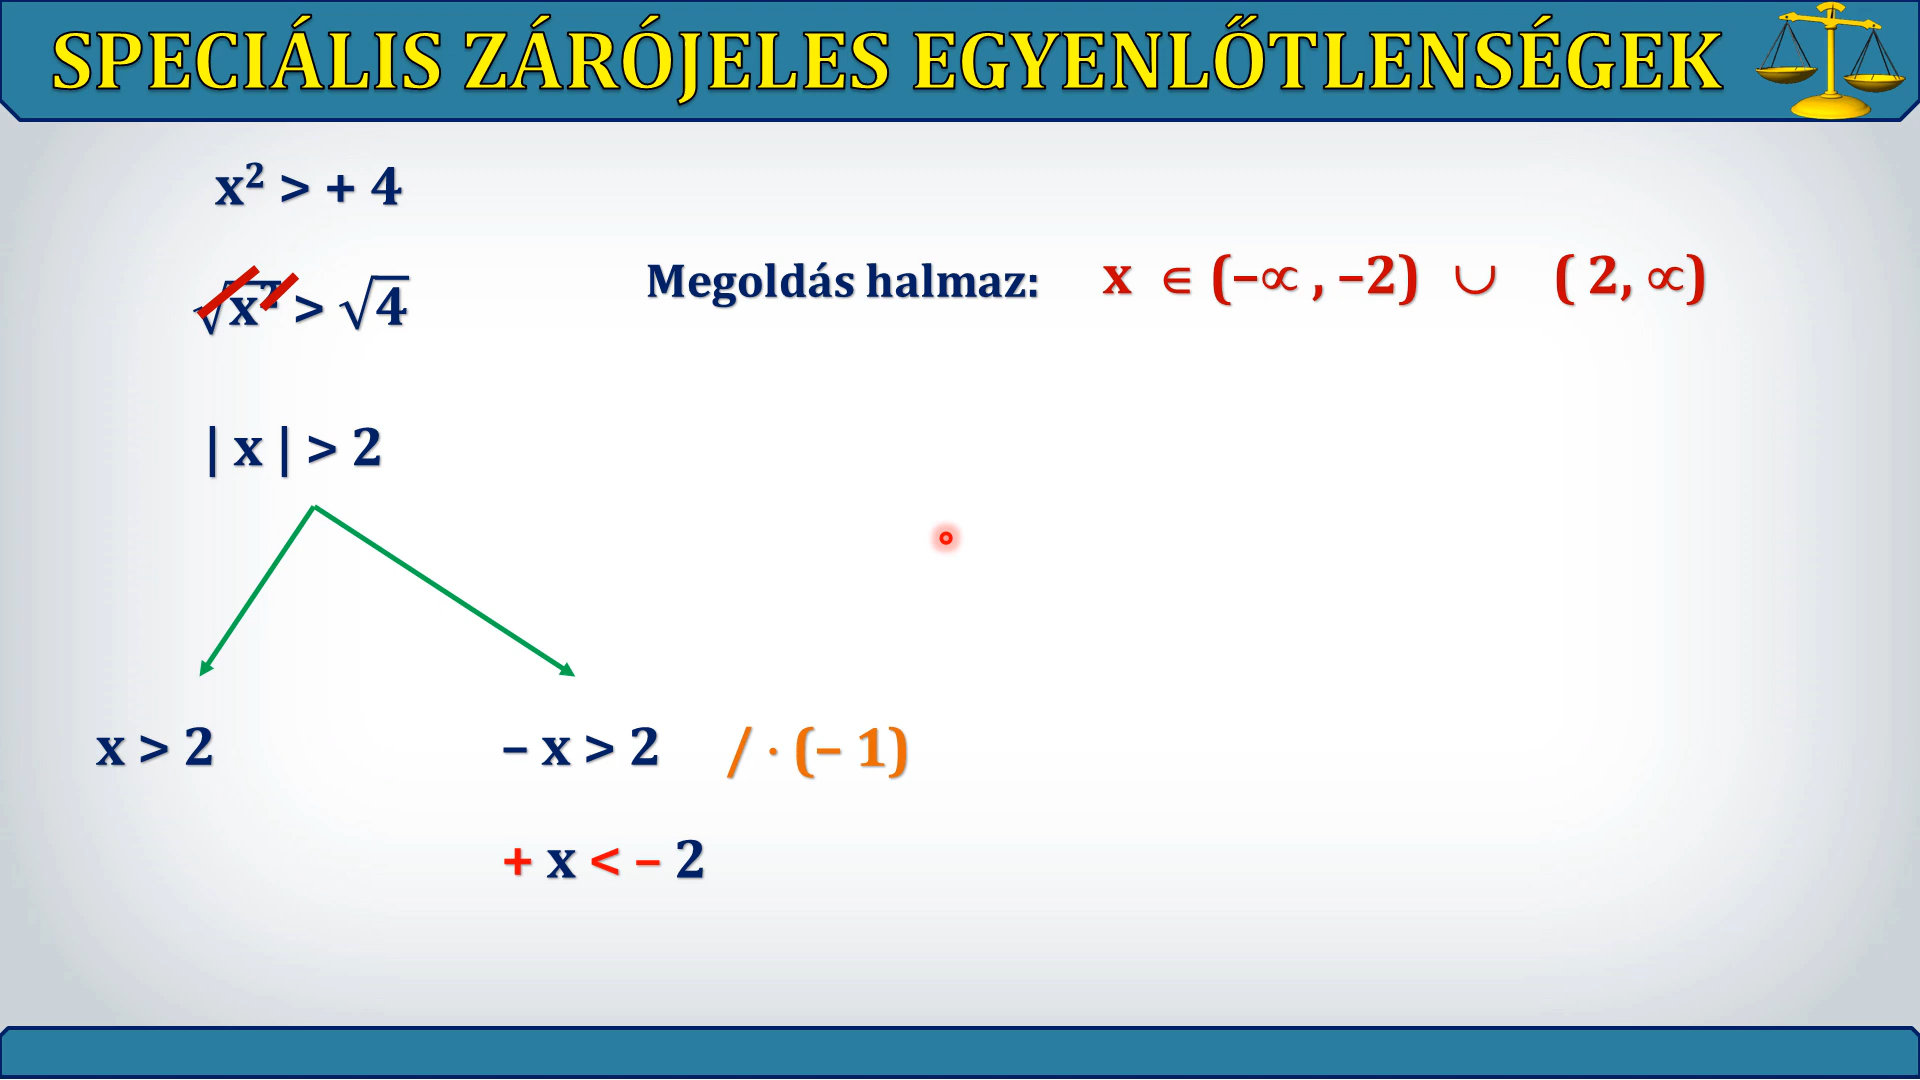 SPECIÁLIS ZÁRÓJELES EGYENLŐTLENSÉGEK
x² > + 4
√x² > √4
Megoldás halmaz: x ∈ (–∝ , –2) ∪ ( 2, ∝)
| x | > 2
x > 2
– x > 2 / · (– 1)
+ x < – 2